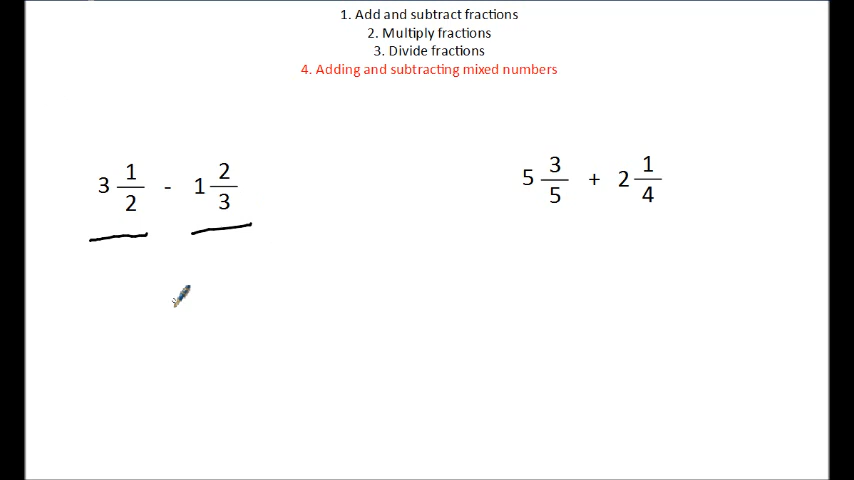 1. Add and subtract fractions
2. Multiply fractions
3. Divide fractions
4. Adding and subtracting mixed numbers
3 1/2 - 1 2/3
5 3/5 + 2 1/4